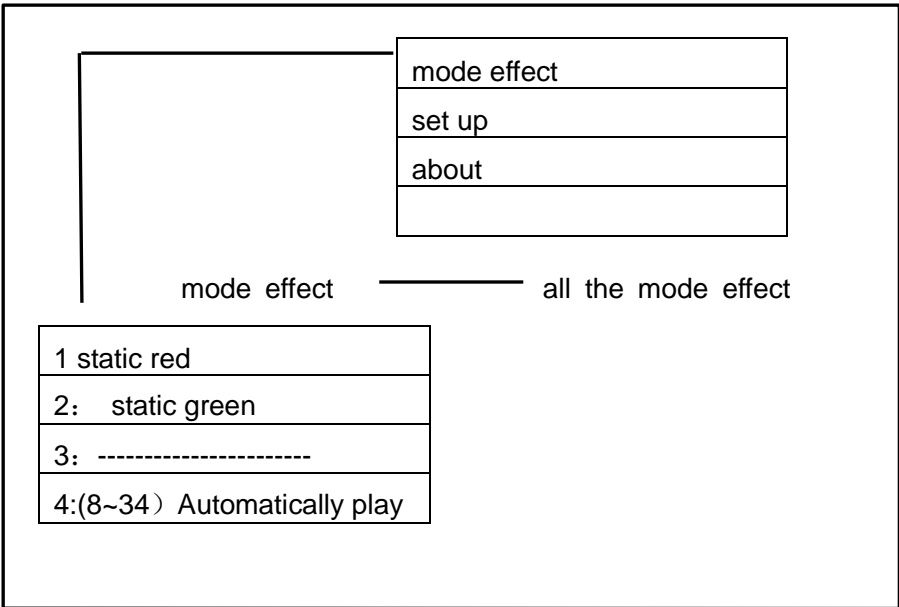 mode effect
set up
about
mode effect all the mode effect
1 static red
2： static green
3：-----------------------
4:(8~34）Automatically play